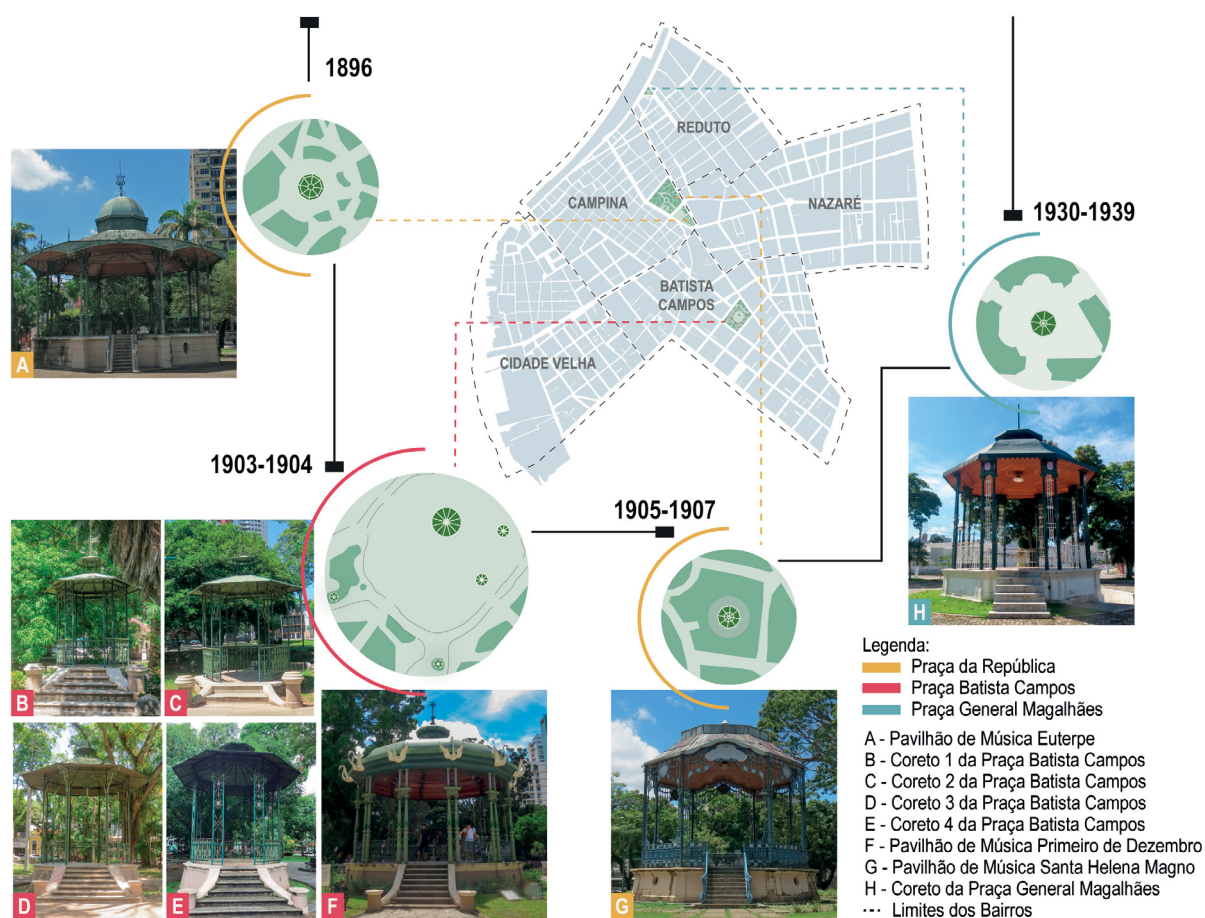 1896
REDUTO
CAMPINA
NAZARÉ
1930-1939
BATISTA
CAMPOS
CIDADE VELHA
A
1903-1904
1905-1907
H
B
C
D
E
F
G
Legenda:
Praça da República
Praça Batista Campos
Praça General Magalhães
A - Pavilhão de Música Euterpe
B - Coreto 1 da Praça Batista Campos
C - Coreto 2 da Praça Batista Campos
D - Coreto 3 da Praça Batista Campos
E - Coreto 4 da Praça Batista Campos
F - Pavilhão de Música Primeiro de Dezembro
G - Pavilhão de Música Santa Helena Magno
H - Coreto da Praça General Magalhães
Limites dos Bairros